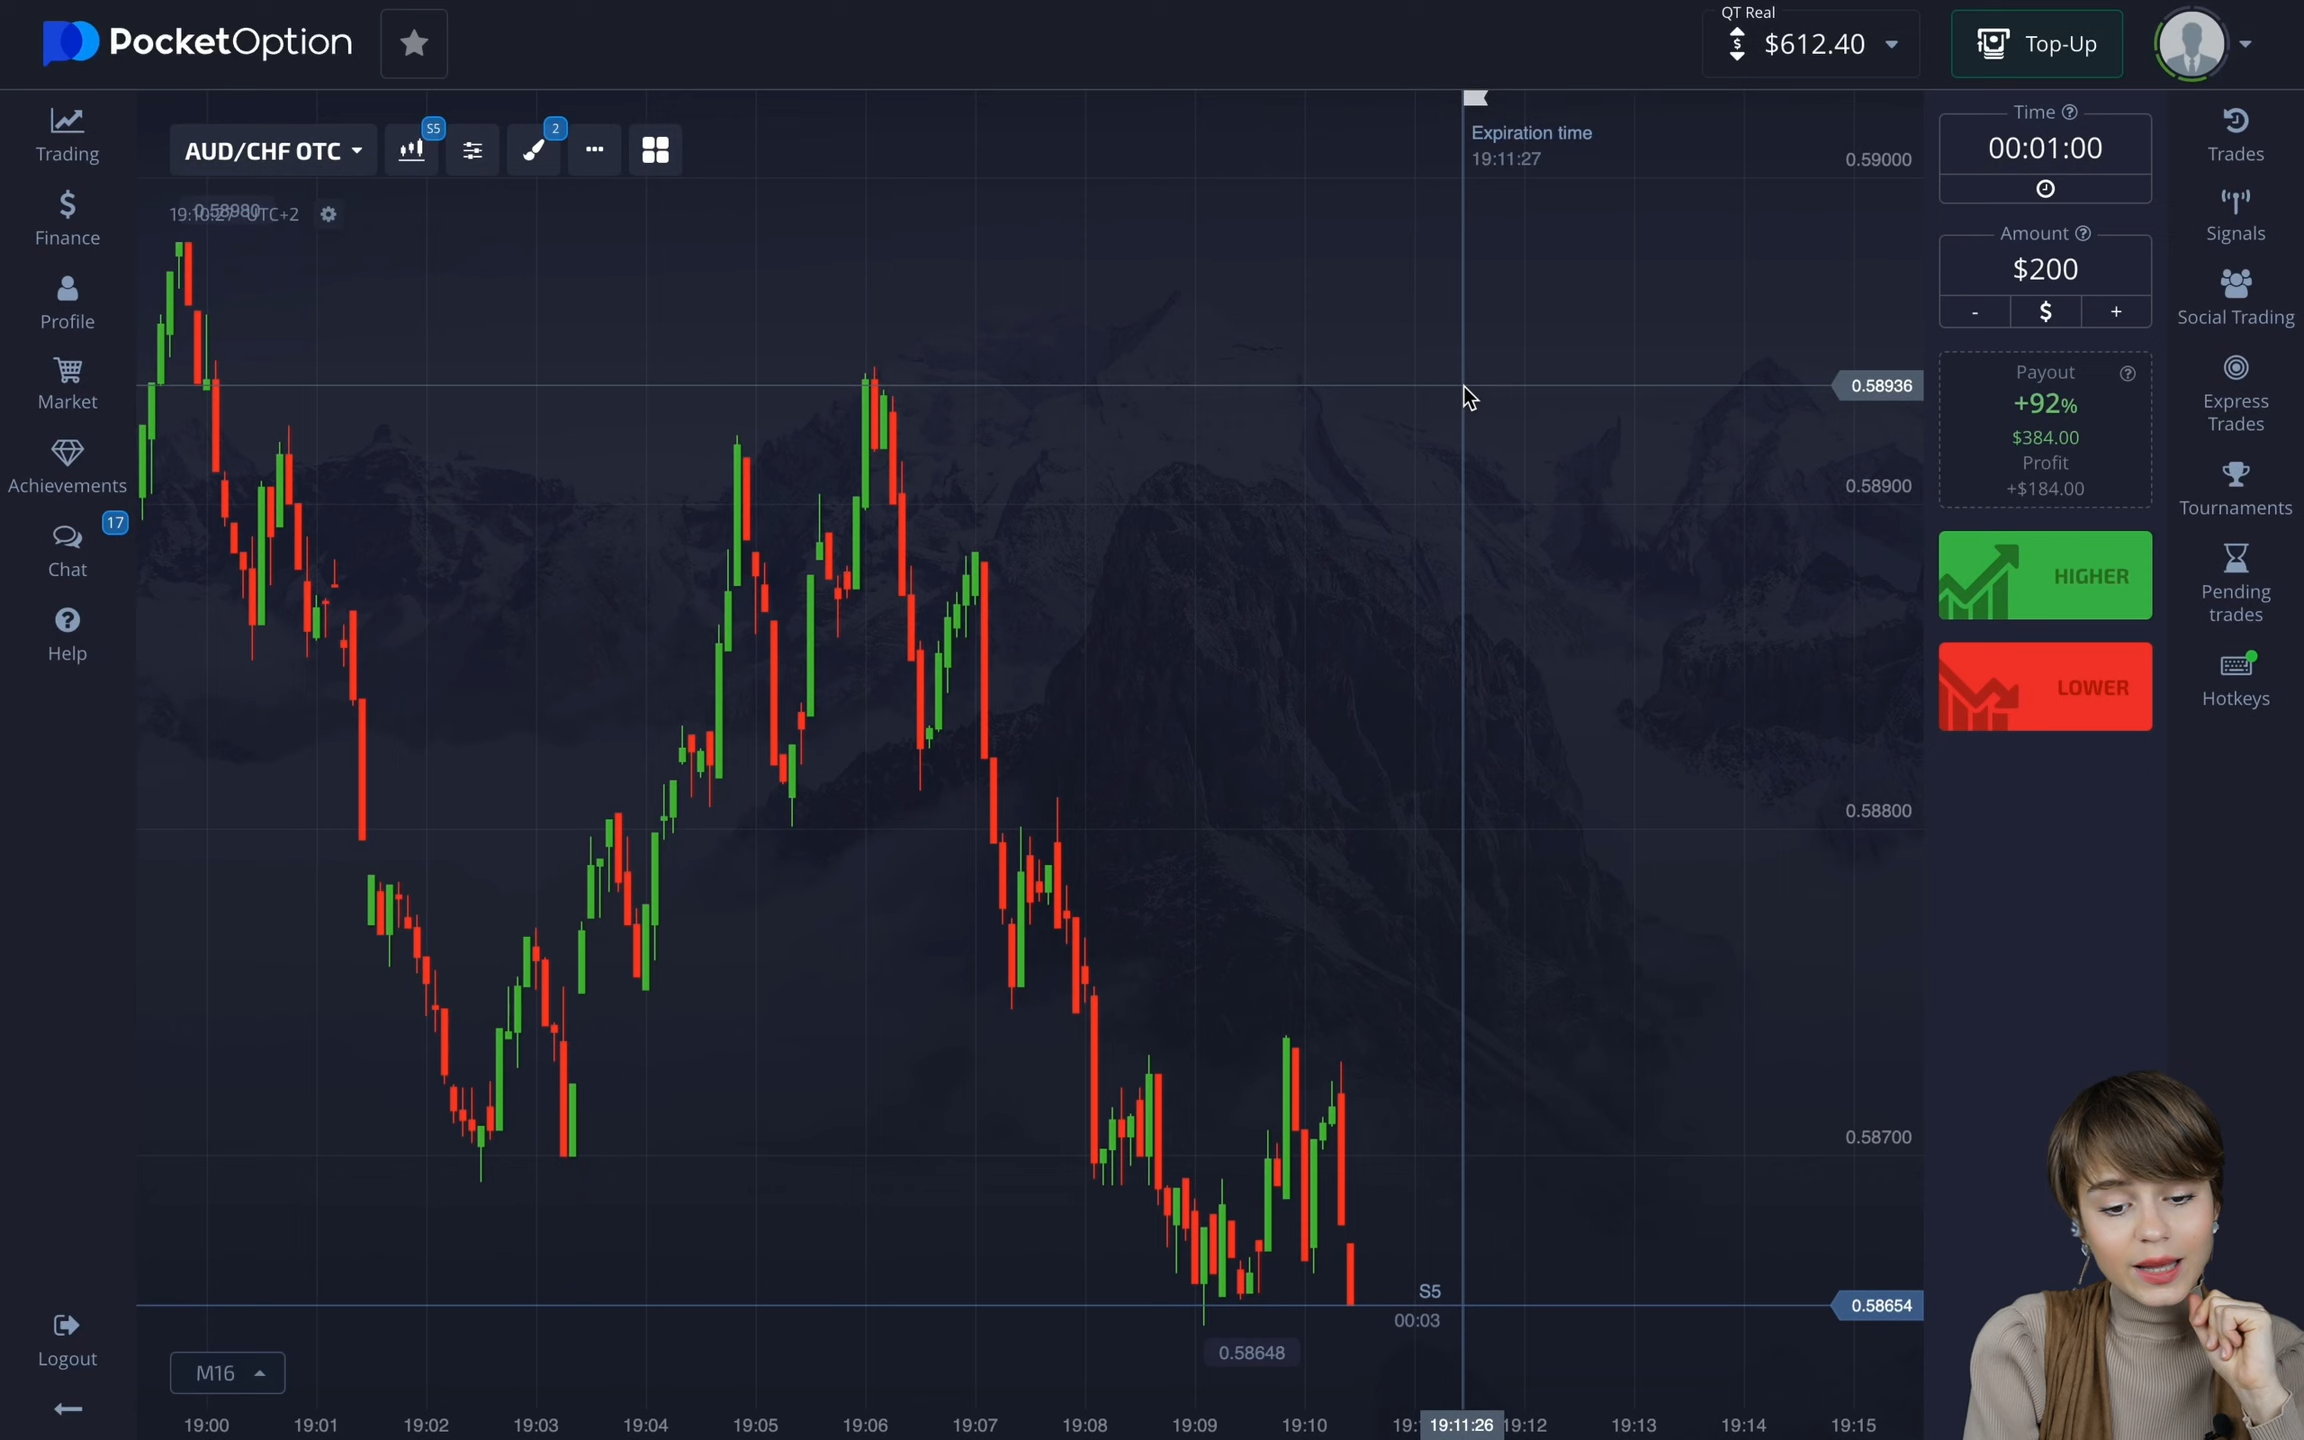 PocketOption
QT Real
$612.40
Top-Up
Trading
Finance
Profile
Market
Achievements
17
Chat
Help
Logout
AUD/CHF OTC
S5
2
UTC+2
0.58980
Expiration time
19:11:27
0.59000
0.58936
0.58900
0.58800
0.58700
0.58654
S5
00:03
0.58648
M16
19:00
19:01
19:02
19:03
19:04
19:05
19:06
19:07
19:08
19:09
19:10
19:11:26
19:12
19:13
19:14
19:15
Time
00:01:00
Amount
$200
- $ +
Payout
+92%
$384.00
Profit
+$184.00
HIGHER
LOWER
Trades
Signals
Social Trading
Express
Trades
Tournaments
Pending
trades
Hotkeys